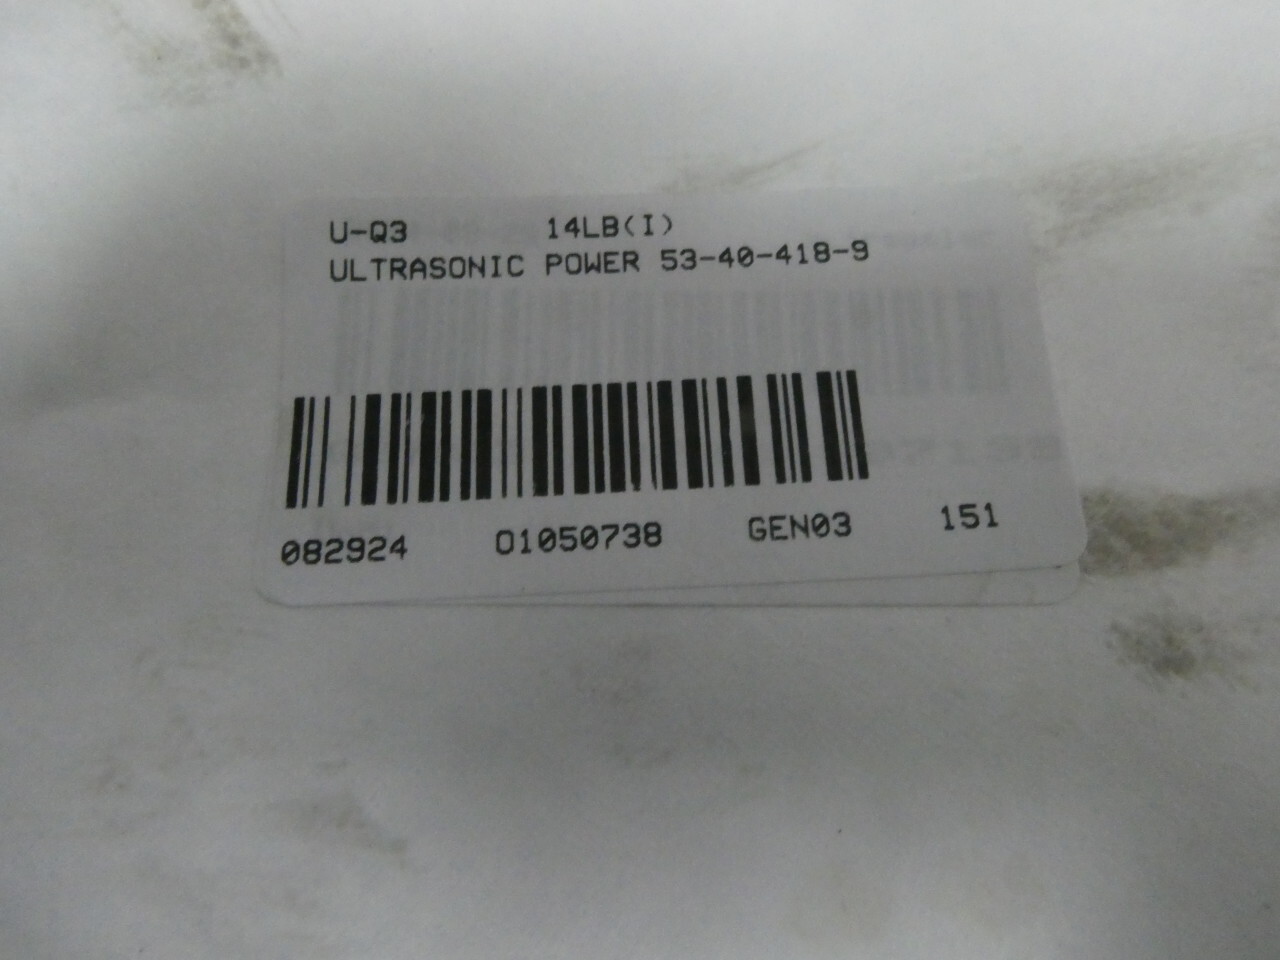 U-Q3 14LB(I)
ULTRASONIC POWER 53-40-418-9
082924 01050738 GEN03 151